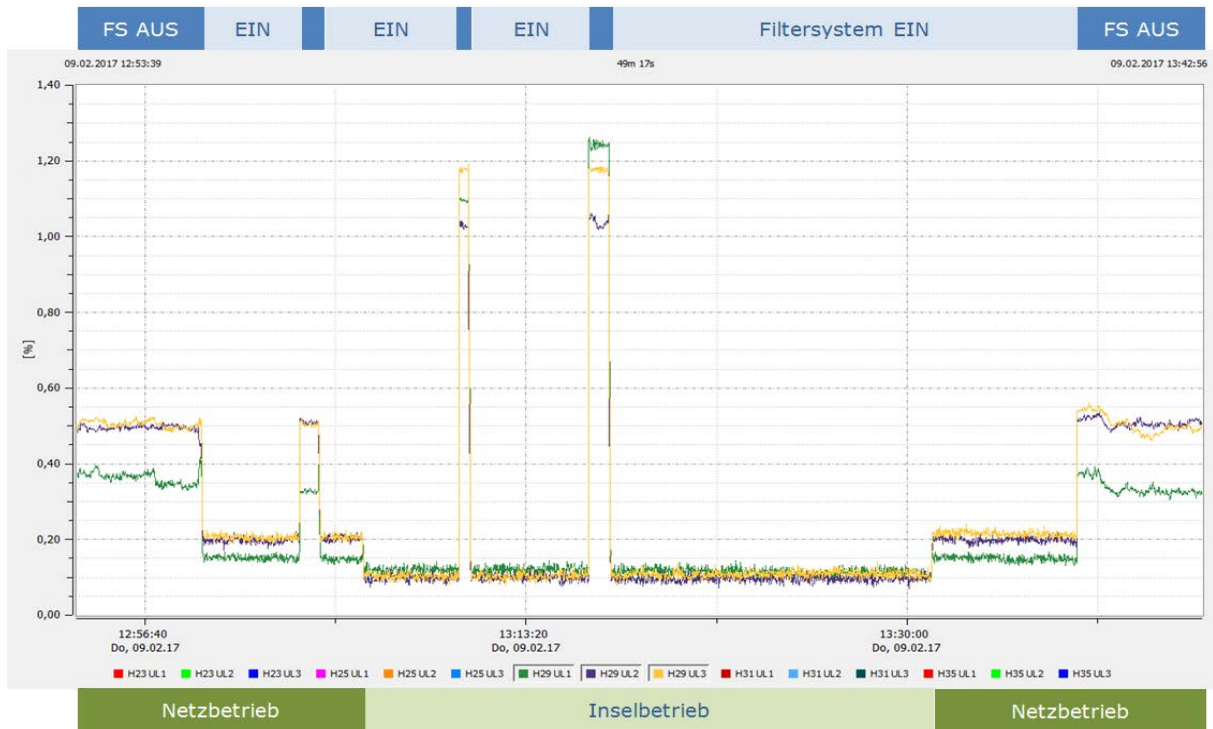 FS AUS EIN EIN EIN Filtersystem EIN FS AUS
09.02.2017 12:53:39 49m 17s 09.02.2017 13:42:56
1,40
1,20
1,00
0,80
[%]
0,60
0,40
0,20
0,00
12:56:40 13:13:20 13:30:00
Do, 09.02.17 Do, 09.02.17 Do, 09.02.17
H23 UL1 H23 UL2 H23 UL3 H25 UL1 H25 UL2 H25 UL3 H29 UL1 H29 UL2 H29 UL3 H31 UL1 H31 UL2 H31 UL3 H35 UL1 H35 UL2 H35 UL3
Netzbetrieb Inselbetrieb Netzbetrieb